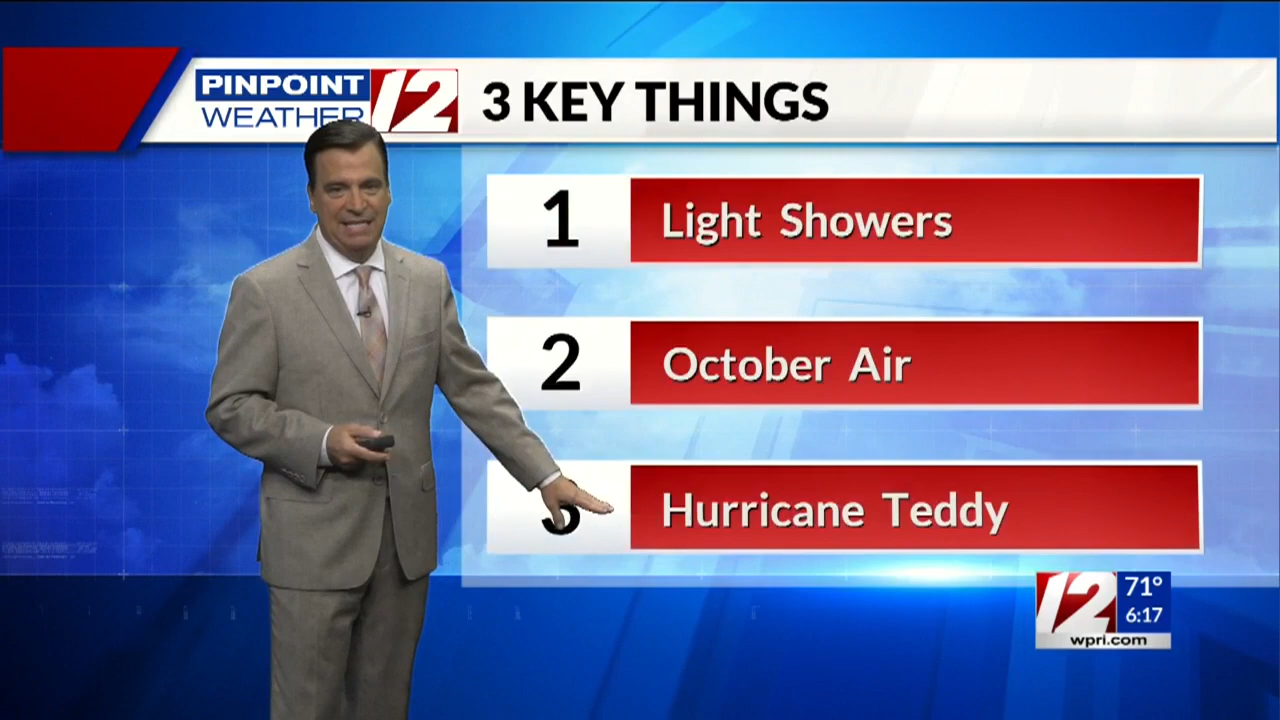 PINPOINT
WEATHER
12
3 KEY THINGS
1
Light Showers
2
October Air
3
Hurricane Teddy
12
71°
6:17
wpri.com